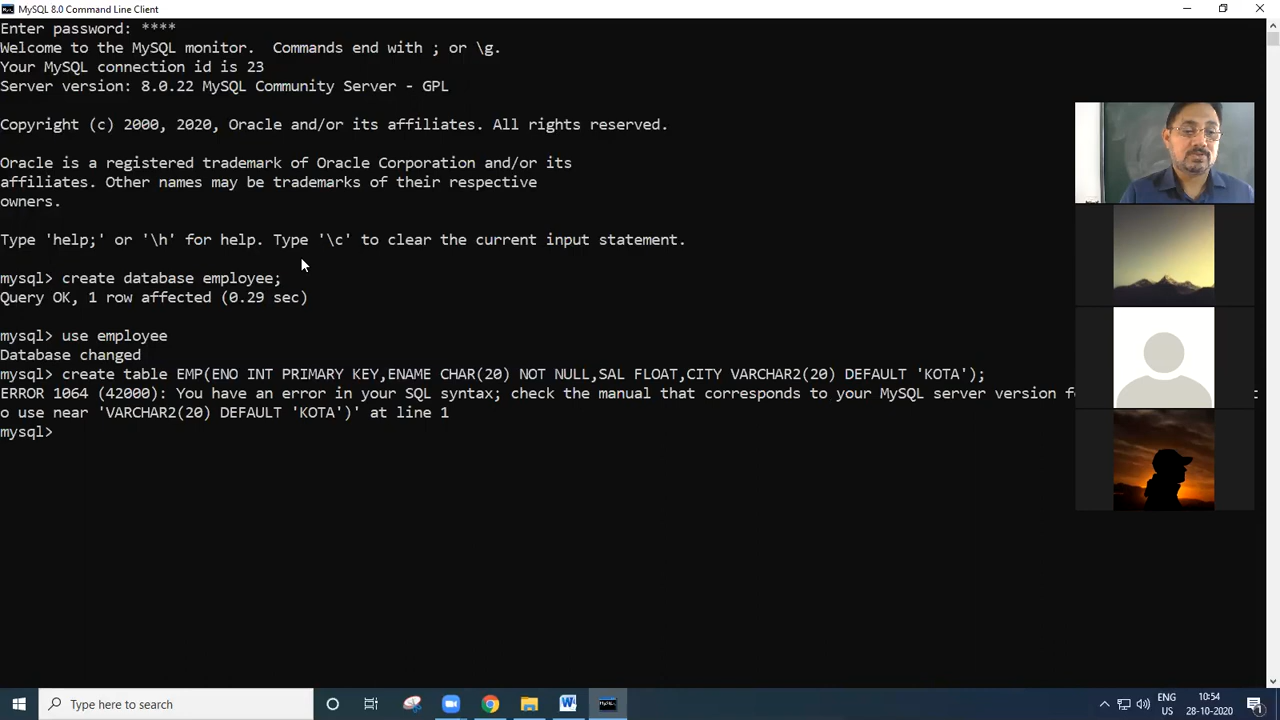 MySQL 8.0 Command Line Client
Enter password: ****
Welcome to the MySQL monitor.  Commands end with ; or \g.
Your MySQL connection id is 23
Server version: 8.0.22 MySQL Community Server - GPL
Copyright (c) 2000, 2020, Oracle and/or its affiliates. All rights reserved.
Oracle is a registered trademark of Oracle Corporation and/or its
affiliates. Other names may be trademarks of their respective
owners.
Type 'help;' or '\h' for help. Type '\c' to clear the current input statement.
mysql> create database employee;
Query OK, 1 row affected (0.29 sec)
mysql> use employee
Database changed
mysql> create table EMP(ENO INT PRIMARY KEY,ENAME CHAR(20) NOT NULL,SAL FLOAT,CITY VARCHAR2(20) DEFAULT 'KOTA');
ERROR 1064 (42000): You have an error in your SQL syntax; check the manual that corresponds to your MySQL server version
o use near 'VARCHAR2(20) DEFAULT 'KOTA')' at line 1
mysql>
Type here to search
ENG
US
10:54
28-10-2020